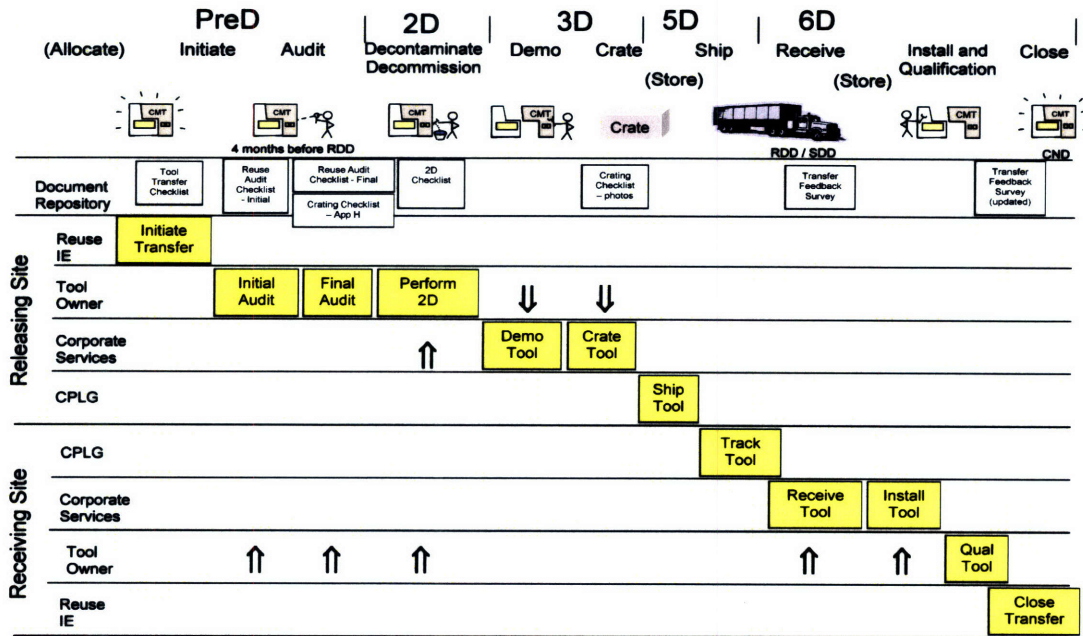 PreD 2D 3D 5D 6D
(Allocate) Initiate Audit Decontaminate Demo Crate Ship Receive Install and Close
Decommission (Store) (Store) Qualification
CMT CMT CMT CMT Crate CMT CMT
4 months before RDD RDD / SDD CND
Document
Repository
Tool
Transfer
Checklist
Reuse
Audit
Checklist
- Initial
Reuse Audit
Checklist - Final
Crating Checklist
– App H
2D
Checklist
Crating
Checklist
– photos
Transfer
Feedback
Survey
Transfer
Feedback
Survey
(updated)
Releasing Site
Reuse
IE
Initiate
Transfer
Tool
Owner
Initial
Audit
Final
Audit
Perform
2D
⇓ ⇓
Corporate
Services
⇑
Demo
Tool
Crate
Tool
CPLG
Ship
Tool
Receiving Site
CPLG
Track
Tool
Corporate
Services
Receive
Tool
Install
Tool
Tool
Owner
⇑ ⇑ ⇑ ⇑ ⇑
Qual
Tool
Reuse
IE
Close
Transfer